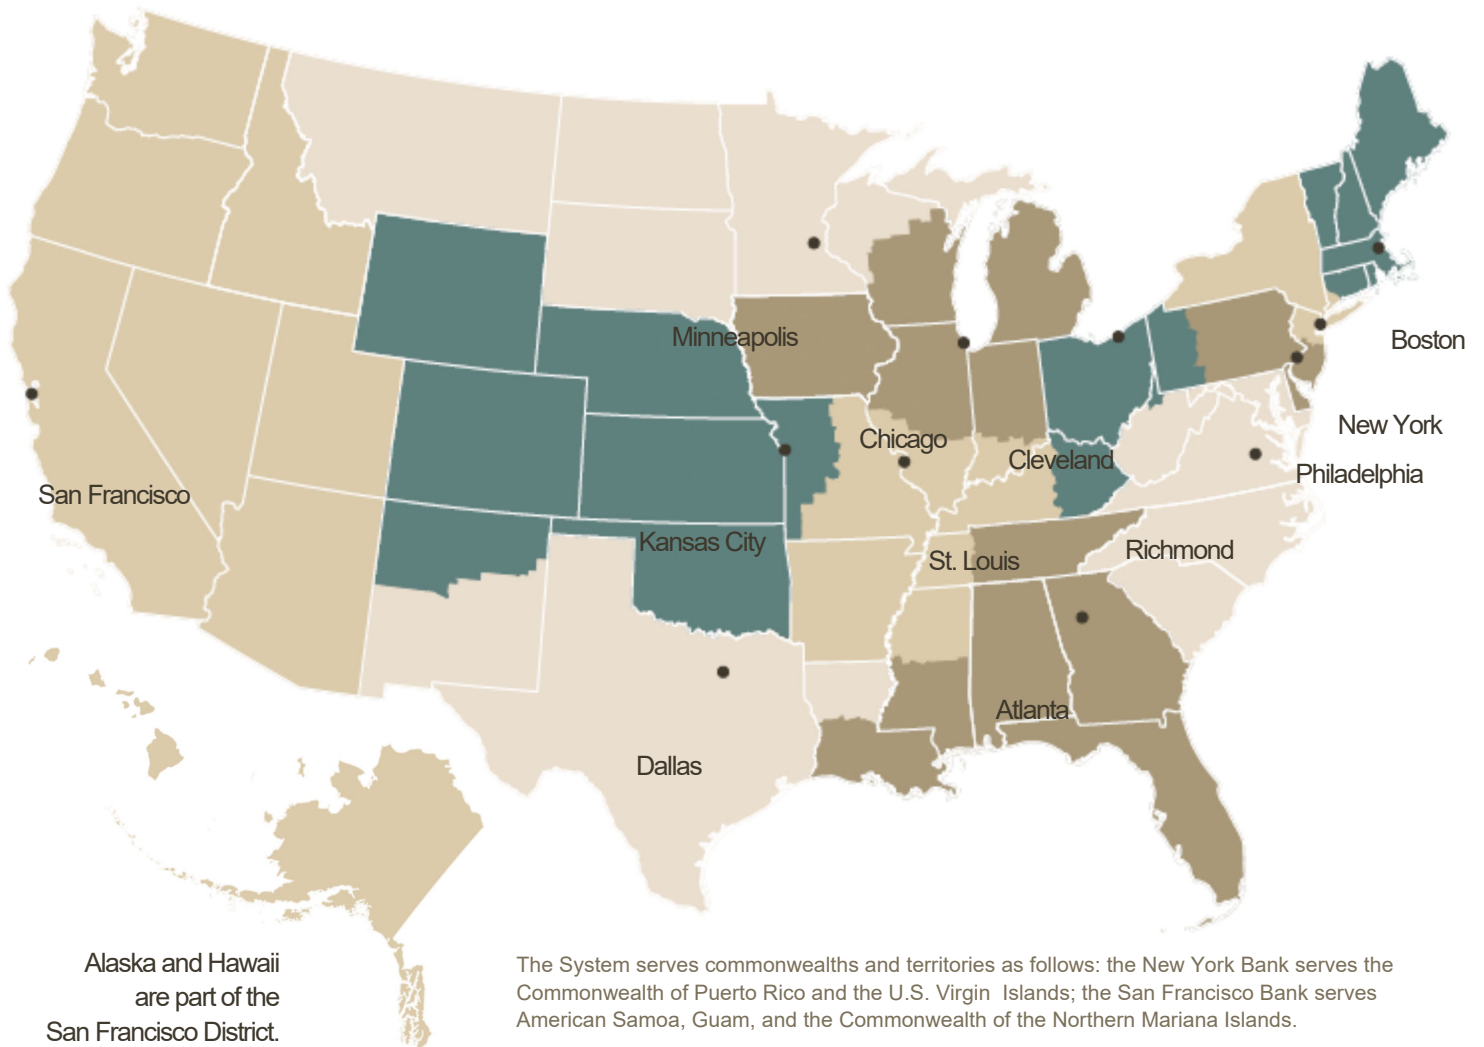 Minneapolis
Boston
New York
Chicago
Cleveland
Philadelphia
San Francisco
Kansas City
Richmond
St. Louis
Atlanta
Dallas
Alaska and Hawaii
are part of the
San Francisco District.
The System serves commonwealths and territories as follows: the New York Bank serves the
Commonwealth of Puerto Rico and the U.S. Virgin Islands; the San Francisco Bank serves
American Samoa, Guam, and the Commonwealth of the Northern Mariana Islands.